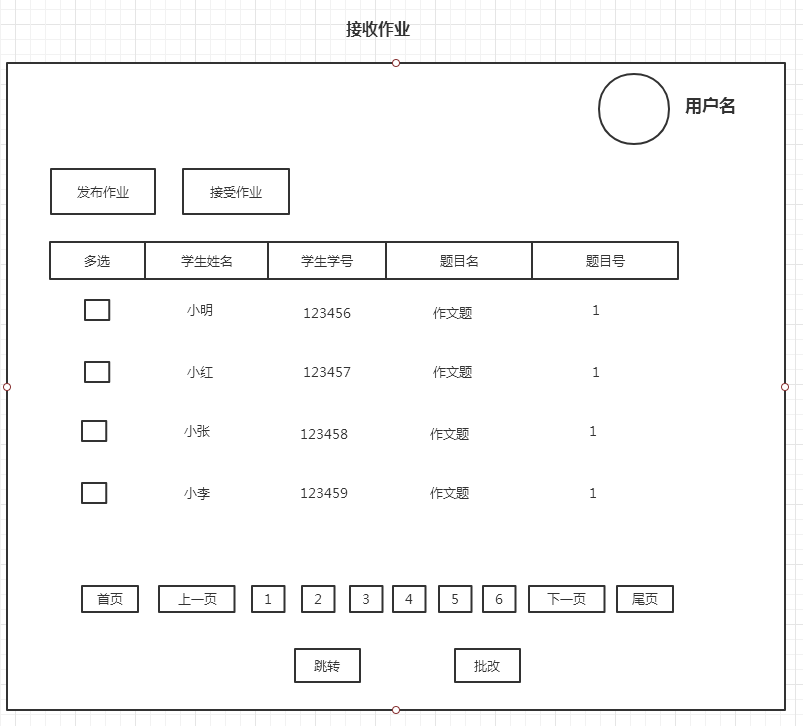 接收作业
用户名
发布作业 接受作业
多选 学生姓名 学生学号 题目名 题目号
小明 123456 作文题 1
小红 123457 作文题 1
小张 123458 作文题 1
小李 123459 作文题 1
首页 上一页 1 2 3 4 5 6 下一页 尾页
跳转 批改